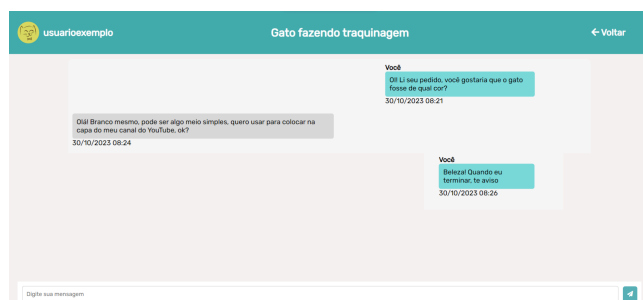 usuarioexemplo
Gato fazendo traquinagem
Voltar
Você
Oi! Li seu pedido, você gostaria que o gato
fosse de qual cor?
30/10/2023 08:21
Olá! Branco mesmo, pode ser algo meio simples, quero usar para colocar na
capa do meu canal do YouTube, ok?
30/10/2023 08:24
Você
Beleza! Quando eu
terminar, te aviso
30/10/2023 08:26
Digite sua mensagem